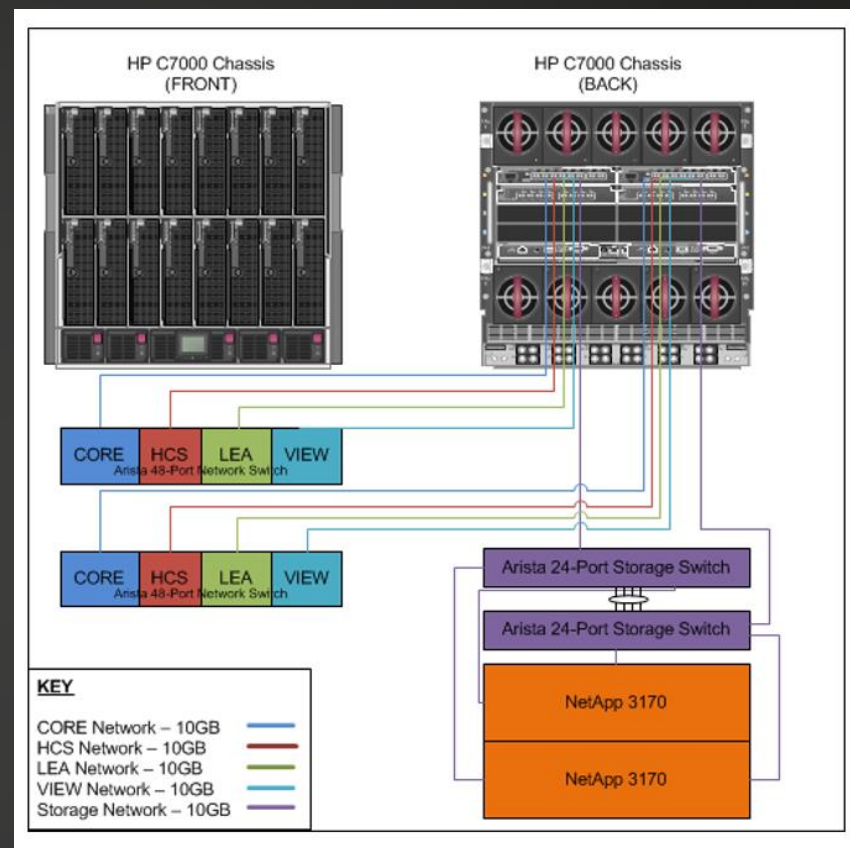 HP C7000 Chassis
(FRONT)
HP C7000 Chassis
(BACK)
CORE
HCS
LEA
VIEW
Arista 48-Port Network Switch
CORE
HCS
LEA
VIEW
Arista 48-Port Network Switch
Arista 24-Port Storage Switch
Arista 24-Port Storage Switch
NetApp 3170
NetApp 3170
KEY
CORE Network – 10GB
HCS Network – 10GB
LEA Network – 10GB
VIEW Network – 10GB
Storage Network – 10GB